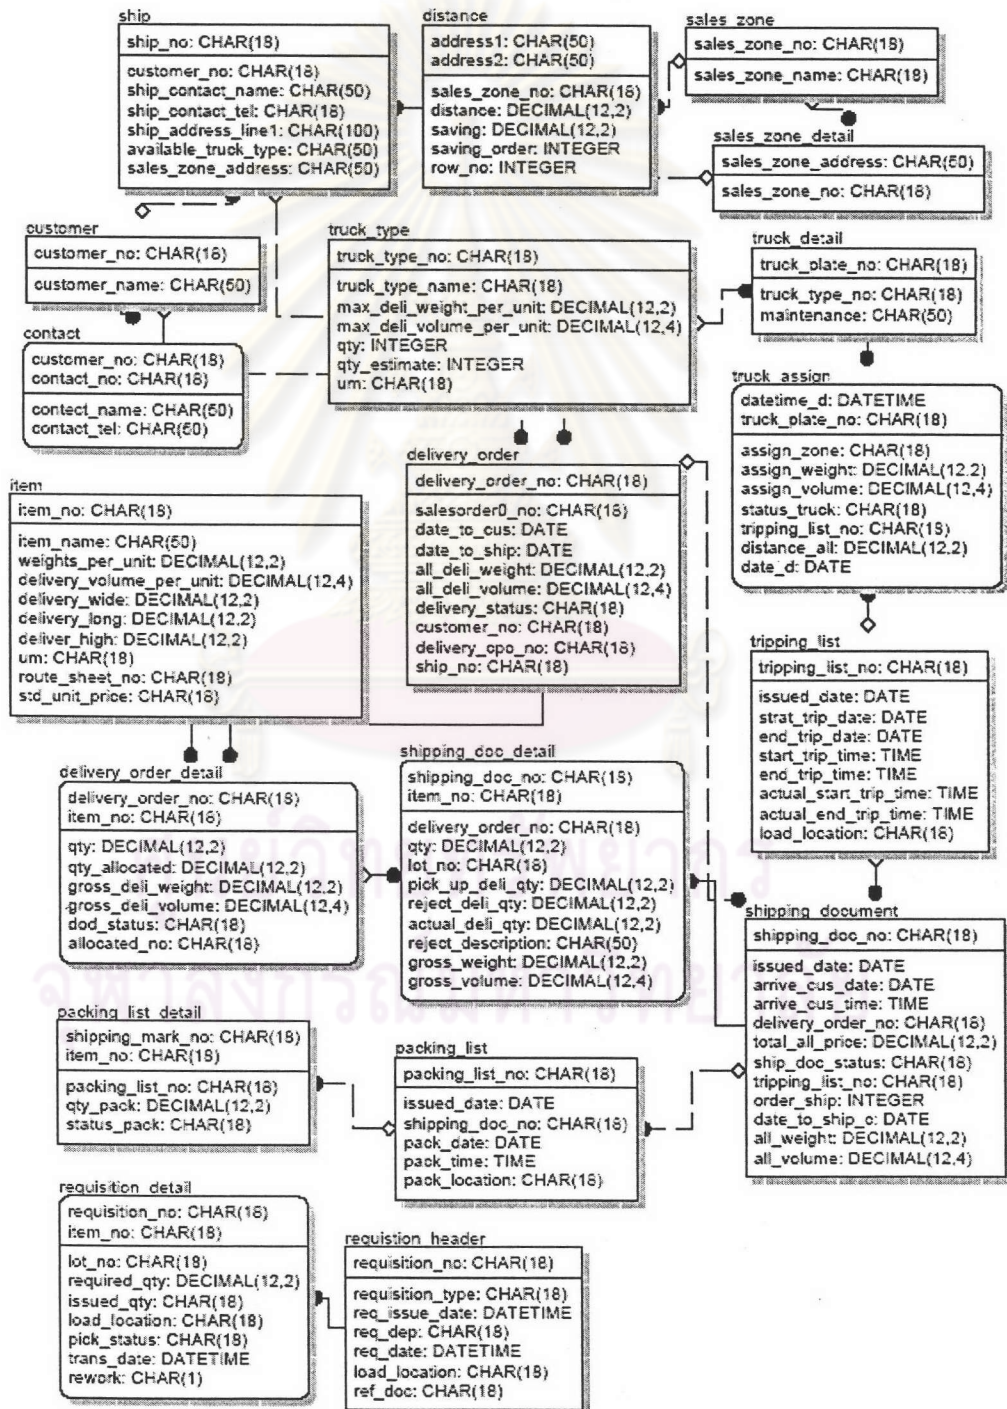 ship
ship_no: CHAR(18)
customer_no: CHAR(18)
ship_contact_name: CHAR(50)
ship_contact_tel: CHAR(18)
ship_address_line1: CHAR(100)
available_truck_type: CHAR(50)
sales_zone_address: CHAR(50)
distance
address1: CHAR(50)
address2: CHAR(50)
sales_zone_no: CHAR(18)
distance: DECIMAL(12,2)
saving: DECIMAL(12,2)
saving_order: INTEGER
row_no: INTEGER
sales_zone
sales_zone_no: CHAR(18)
sales_zone_name: CHAR(18)
sales_zone_detail
sales_zone_address: CHAR(50)
sales_zone_no: CHAR(18)
customer
customer_no: CHAR(18)
customer_name: CHAR(50)
truck_type
truck_type_no: CHAR(18)
truck_type_name: CHAR(18)
max_deli_weight_per_unit: DECIMAL(12,2)
max_deli_volume_per_unit: DECIMAL(12,4)
qty: INTEGER
qty_estimate: INTEGER
um: CHAR(18)
truck_detail
truck_plate_no: CHAR(18)
truck_type_no: CHAR(18)
maintenance: CHAR(50)
contact
customer_no: CHAR(18)
contact_no: CHAR(18)
contect_name: CHAR(50)
contact_tel: CHAR(50)
truck_assign
datetime_d: DATETIME
truck_plate_no: CHAR(18)
assign_zone: CHAR(18)
assign_weight: DECIMAL(12,2)
assign_volume: DECIMAL(12,4)
status_truck: CHAR(18)
tripping_list_no: CHAR(18)
distance_all: DECIMAL(12,2)
date_d: DATE
item
item_no: CHAR(18)
item_name: CHAR(50)
weights_per_unit: DECIMAL(12,2)
delivery_volume_per_unit: DECIMAL(12,4)
delivery_wide: DECIMAL(12,2)
delivery_long: DECIMAL(12,2)
deliver_high: DECIMAL(12,2)
um: CHAR(18)
route_sheet_no: CHAR(18)
std_unit_price: CHAR(18)
delivery_order
delivery_order_no: CHAR(18)
salesorder0_no: CHAR(18)
date_to_cus: DATE
date_to_ship: DATE
all_deli_weight: DECIMAL(12,2)
all_deli_volume: DECIMAL(12,4)
delivery_status: CHAR(18)
customer_no: CHAR(18)
delivery_cpo_no: CHAR(18)
ship_no: CHAR(18)
tripping_list
tripping_list_no: CHAR(18)
issued_date: DATE
strat_trip_date: DATE
end_trip_date: DATE
start_trip_time: TIME
end_trip_time: TIME
actual_start_trip_time: TIME
actual_end_trip_time: TIME
load_location: CHAR(18)
delivery_order_detail
delivery_order_no: CHAR(18)
item_no: CHAR(18)
qty: DECIMAL(12,2)
qty_allocated: DECIMAL(12,2)
gross_deli_weight: DECIMAL(12,2)
gross_deli_volume: DECIMAL(12,4)
dod_status: CHAR(18)
allocated_no: CHAR(18)
shipping_doc_detail
shipping_doc_no: CHAR(18)
item_no: CHAR(18)
delivery_order_no: CHAR(18)
qty: DECIMAL(12,2)
lot_no: CHAR(18)
pick_up_deli_qty: DECIMAL(12,2)
reject_deli_qty: DECIMAL(12,2)
actual_deli_qty: DECIMAL(12,2)
reject_description: CHAR(50)
gross_weight: DECIMAL(12,2)
gross_volume: DECIMAL(12,4)
shipping_document
shipping_doc_no: CHAR(18)
issued_date: DATE
arrive_cus_date: DATE
arrive_cus_time: TIME
delivery_order_no: CHAR(18)
total_all_price: DECIMAL(12,2)
ship_doc_status: CHAR(18)
tripping_list_no: CHAR(18)
order_ship: INTEGER
date_to_ship_c: DATE
all_weight: DECIMAL(12,2)
all_volume: DECIMAL(12,4)
packing_list_detail
shipping_mark_no: CHAR(18)
item_no: CHAR(18)
packing_list_no: CHAR(18)
qty_pack: DECIMAL(12,2)
status_pack: CHAR(18)
packing_list
packing_list_no: CHAR(18)
issued_date: DATE
shipping_doc_no: CHAR(18)
pack_date: DATE
pack_time: TIME
pack_location: CHAR(18)
requisition_detail
requisition_no: CHAR(18)
item_no: CHAR(18)
lot_no: CHAR(18)
required_qty: DECIMAL(12,2)
issued_qty: CHAR(18)
load_location: CHAR(18)
pick_status: CHAR(18)
trans_date: DATETIME
rework: CHAR(1)
requistion_header
requisition_no: CHAR(18)
requisition_type: CHAR(18)
req_issue_date: DATETIME
req_dep: CHAR(18)
req_date: DATETIME
load_location: CHAR(18)
ref_doc: CHAR(18)